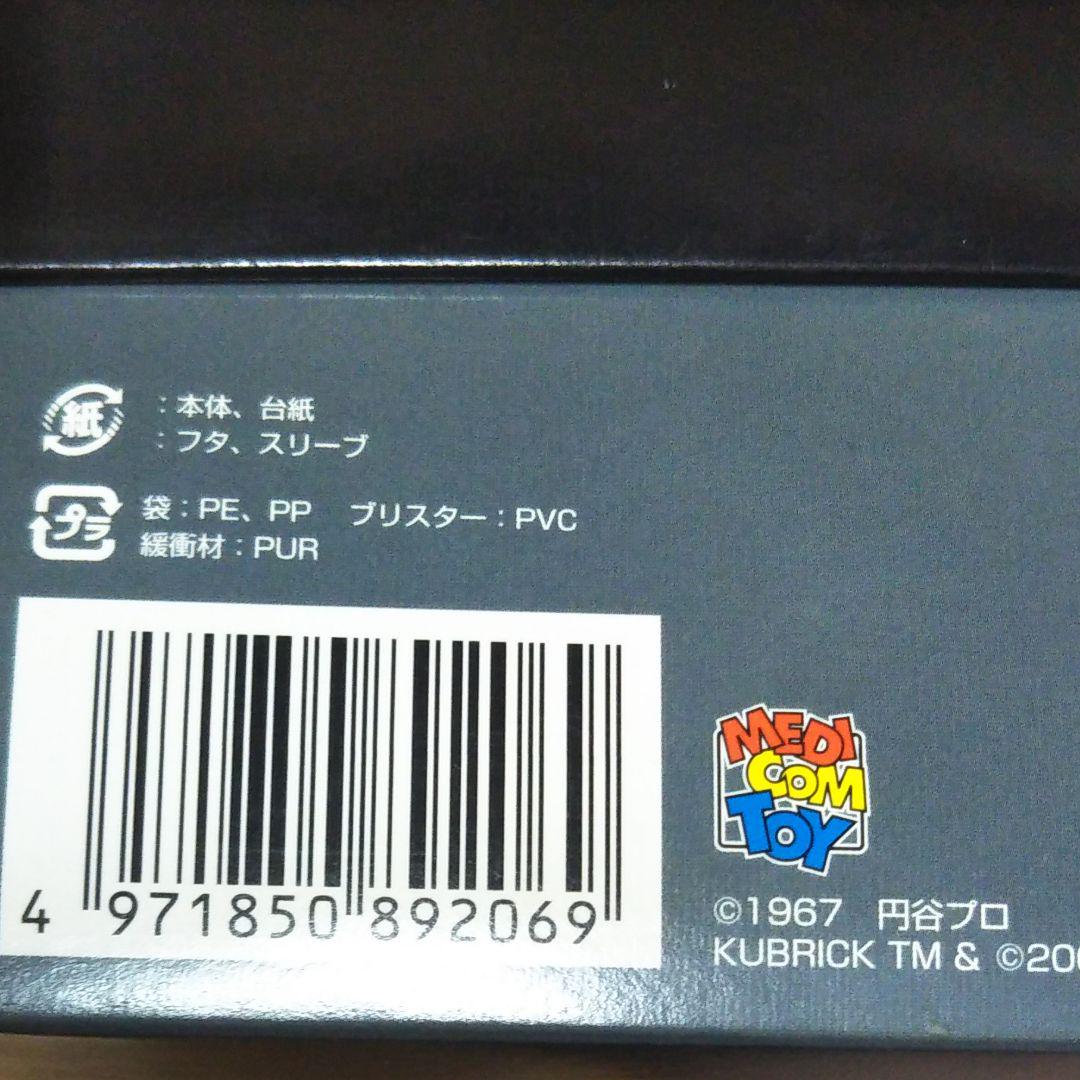 紙
：本体、台紙
：フタ、スリーブ
プラ
袋：PE、PP　ブリスター：PVC
緩衝材：PUR
4 971850 892069
MEDI
COM
TOY
©1967　円谷プロ
KUBRICK TM & ©200